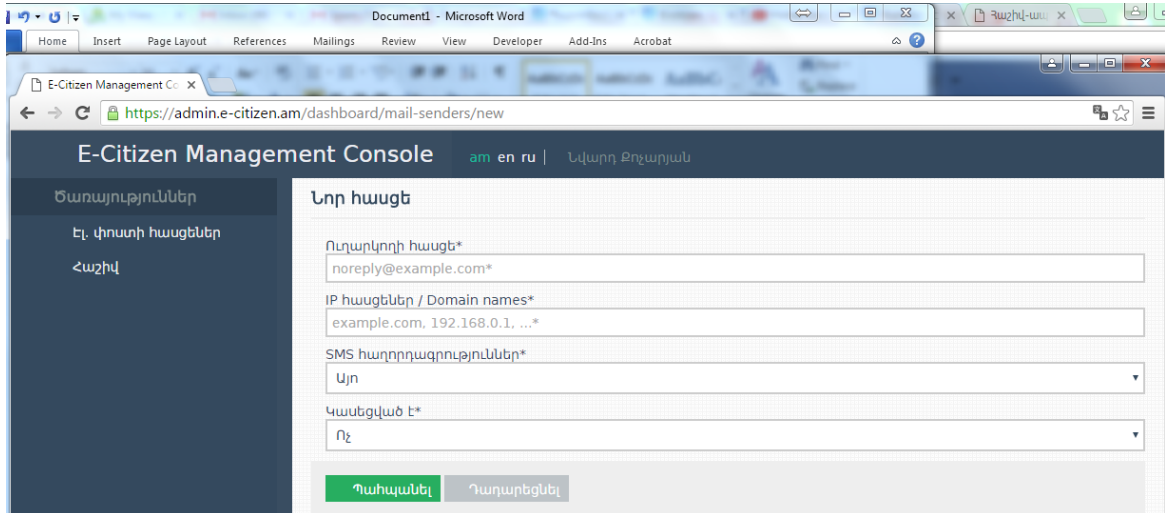 Document1 - Microsoft Word
Home Insert Page Layout References Mailings Review View Developer Add-Ins Acrobat
E-Citizen Management Co
https://admin.e-citizen.am/dashboard/mail-senders/new
E-Citizen Management Console am en ru | Նվարդ Քոչարյան
Ծառայություններ
Էլ. փոստի հասցեներ
Հաշիվ
Նոր հասցե
Ուղարկողի հասցե*
noreply@example.com*
IP հասցեներ / Domain names*
example.com, 192.168.0.1, ...*
SMS հաղորդագրություններ*
Այո
Կասեցված է*
Ոչ
Պահպանել Դադարեցնել